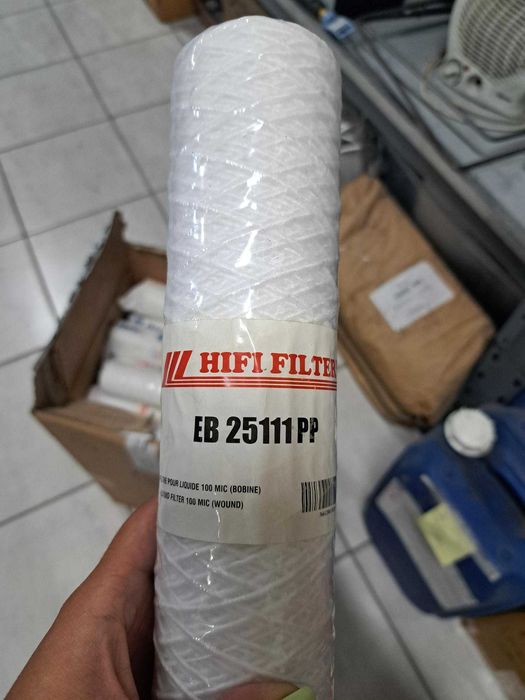 HIFI FILTER
EB 25111 PP
POUR LIQUIDE 100 MIC (BOBINE)
FILTER 100 MIC (WOUND)